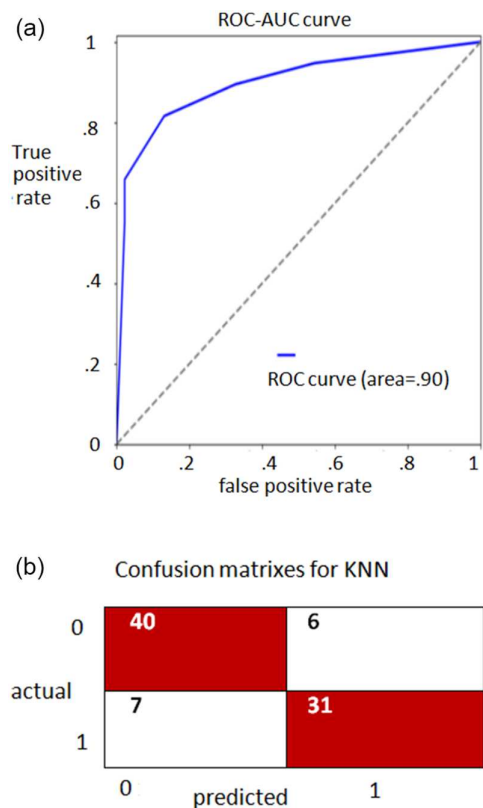 (a)
ROC-AUC curve
1
.8
True
positive
rate
.6
.4
.2
0
ROC curve (area=.90)
0 .2 .4 .6 .8 1
false positive rate
(b)
Confusion matrixes for KNN
0
40 6
actual
7 31
1
0 1
predicted